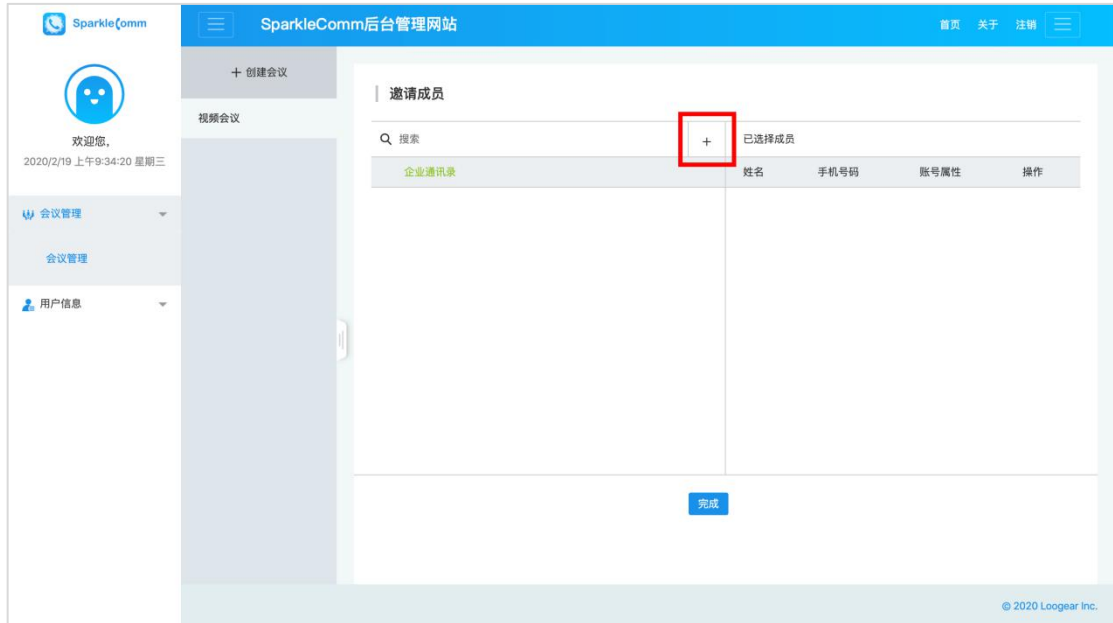 SparkleComm
SparkleComm后台管理网站
首页 关于 注销
欢迎您,
2020/2/19 上午9:34:20 星期三
会议管理
会议管理
用户信息
+ 创建会议
视频会议
邀请成员
搜索
+
已选择成员
企业通讯录
姓名 手机号码 账号属性 操作
完成
© 2020 Loogear Inc.